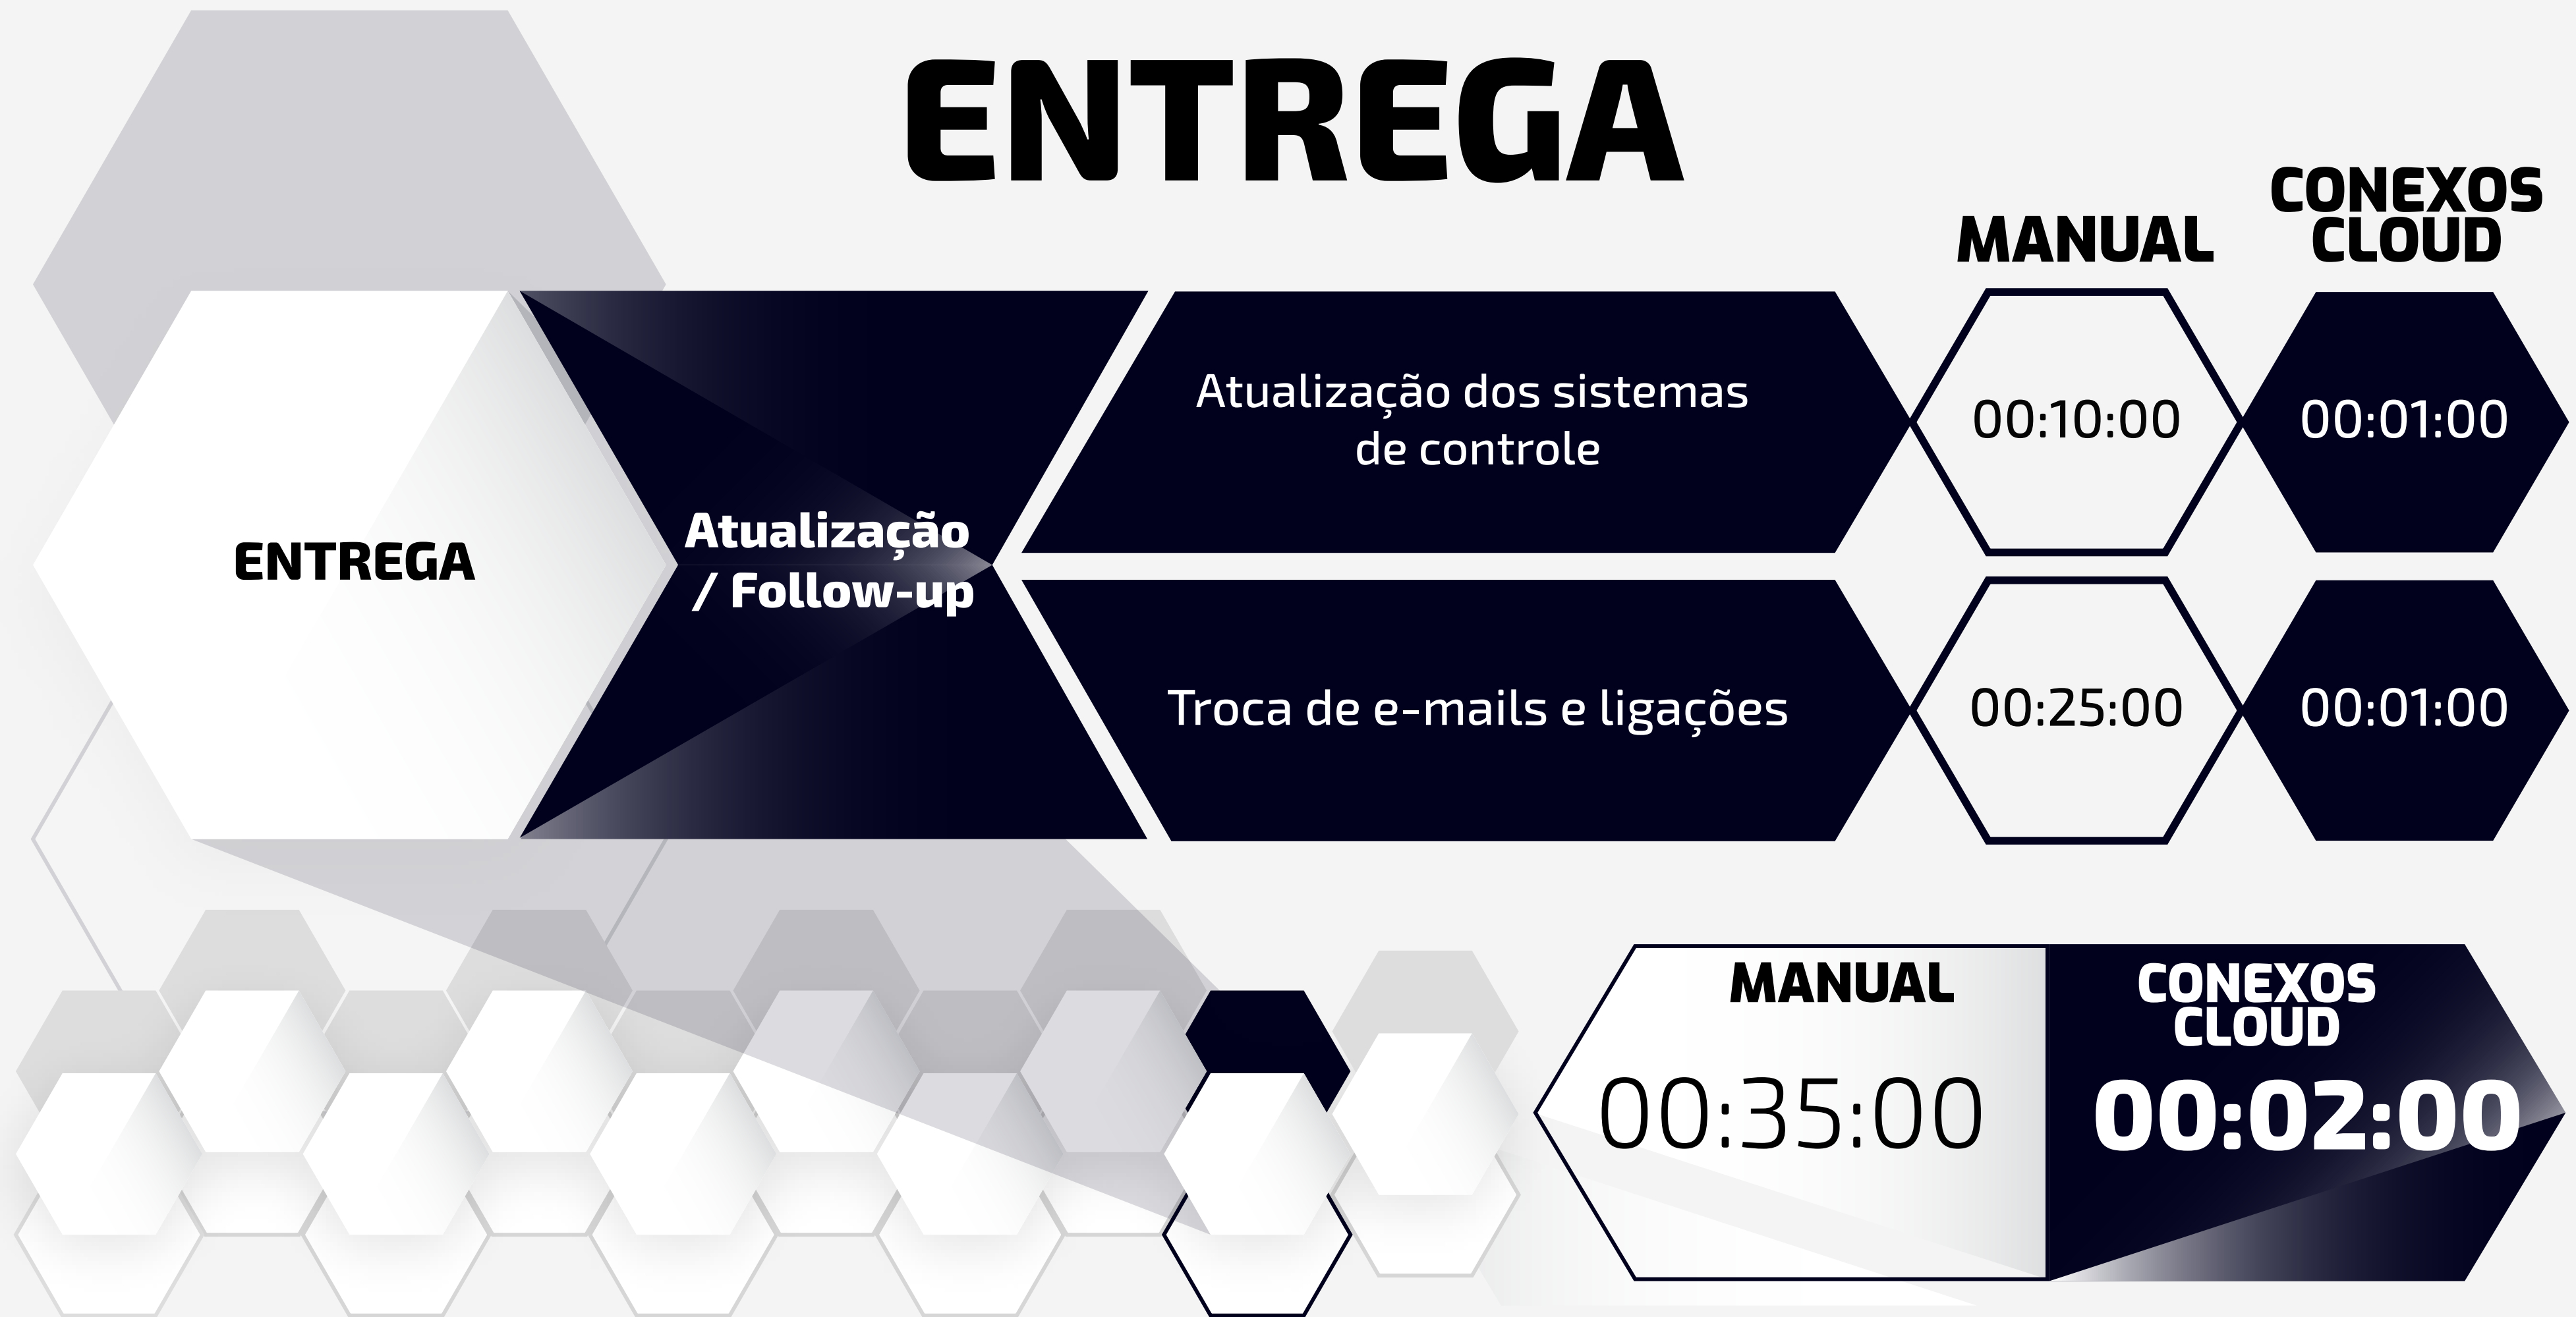 ENTREGA
MANUAL
CONEXOS
CLOUD
ENTREGA
Atualização
/ Follow-up
Atualização dos sistemas
de controle
00:10:00
00:01:00
Troca de e-mails e ligações
00:25:00
00:01:00
MANUAL
00:35:00
CONEXOS
CLOUD
00:02:00